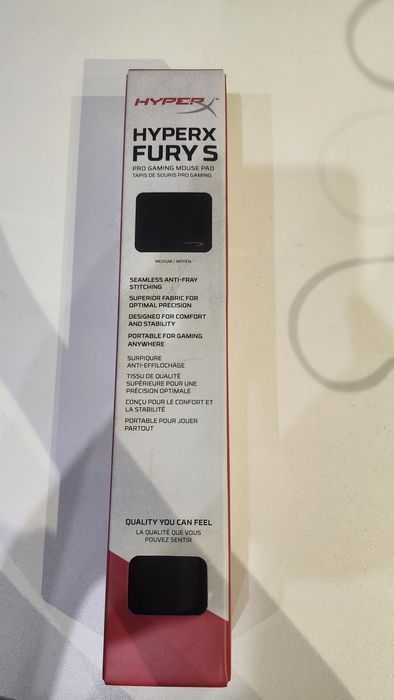 HYPERX™
HYPERX
FURY S
PRO GAMING MOUSE PAD
TAPIS DE SOURIS PRO GAMING
HYPERX
MEDIUM / MOYEN
SEAMLESS ANTI-FRAY
STITCHING
SUPERIOR FABRIC FOR
OPTIMAL PRECISION
DESIGNED FOR COMFORT
AND STABILITY
PORTABLE FOR GAMING
ANYWHERE
SURPIQURE
ANTI-EFFILOCHAGE
TISSU DE QUALITÉ
SUPÉRIEURE POUR UNE
PRÉCISION OPTIMALE
CONÇU POUR LE CONFORT ET
LA STABILITÉ
PORTABLE POUR JOUER
PARTOUT
QUALITY YOU CAN FEEL
LA QUALITÉ QUE VOUS
POUVEZ SENTIR